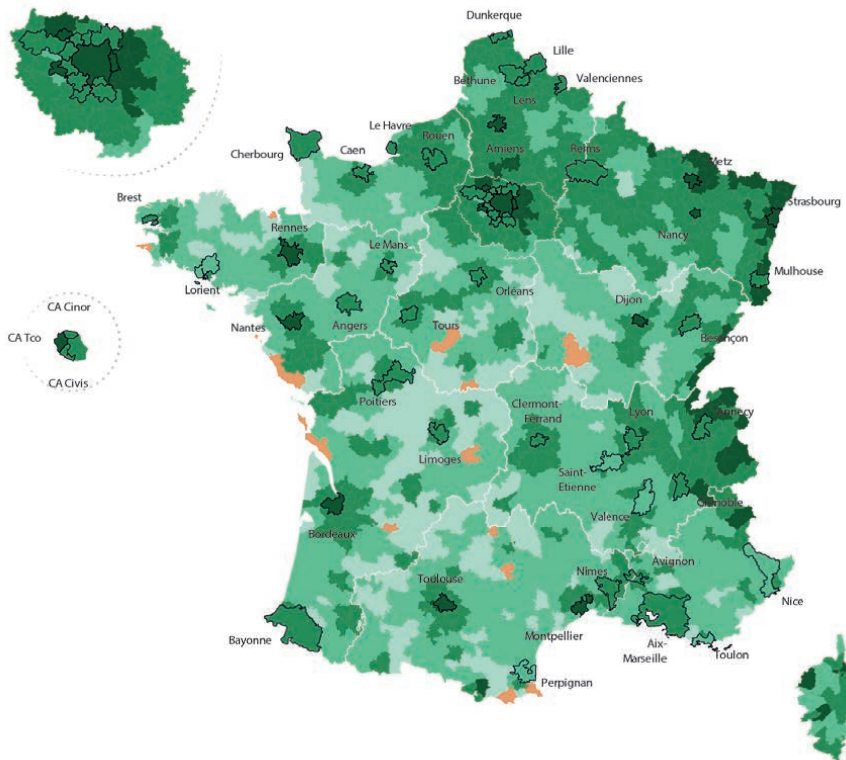 Dunkerque
Lille
Béthune
Valenciennes
Lens
Le Havre
Rouen
Amiens
Reims
Cherbourg
Caen
Metz
Brest
Strasbourg
Rennes
Le Mans
Nancy
Lorient
Orléans
Mulhouse
CA Cinor
Dijon
CA Tco
Nantes
Angers
Tours
Besançon
CA Civis
Poitiers
Clermont-
Ferrand
Lyon
Annecy
Limoges
Saint-
Etienne
Grenoble
Valence
Bordeaux
Avignon
Nîmes
Toulouse
Nice
Bayonne
Montpellier
Aix-
Marseille
Toulon
Perpignan